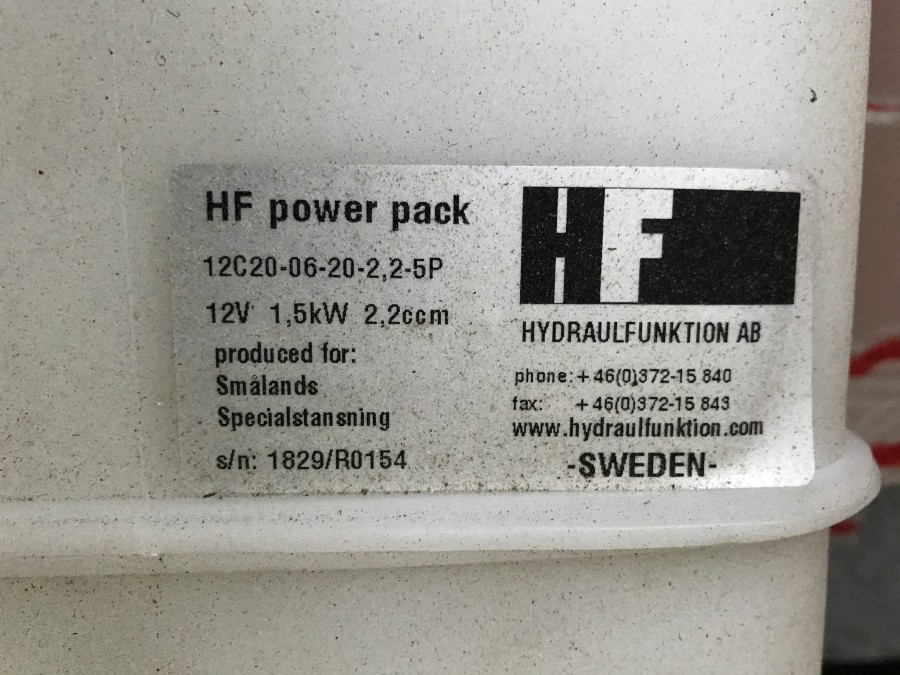 HF power pack
12C20-06-20-2,2-5P
12V 1,5kW 2,2ccm
produced for:
Smålands
Specialstansning
s/n: 1829/R0154
HF
HYDRAULFUNKTION AB
phone: +46(0)372-15 840
fax: +46(0)372-15 843
www.hydraulfunktion.com
-SWEDEN-